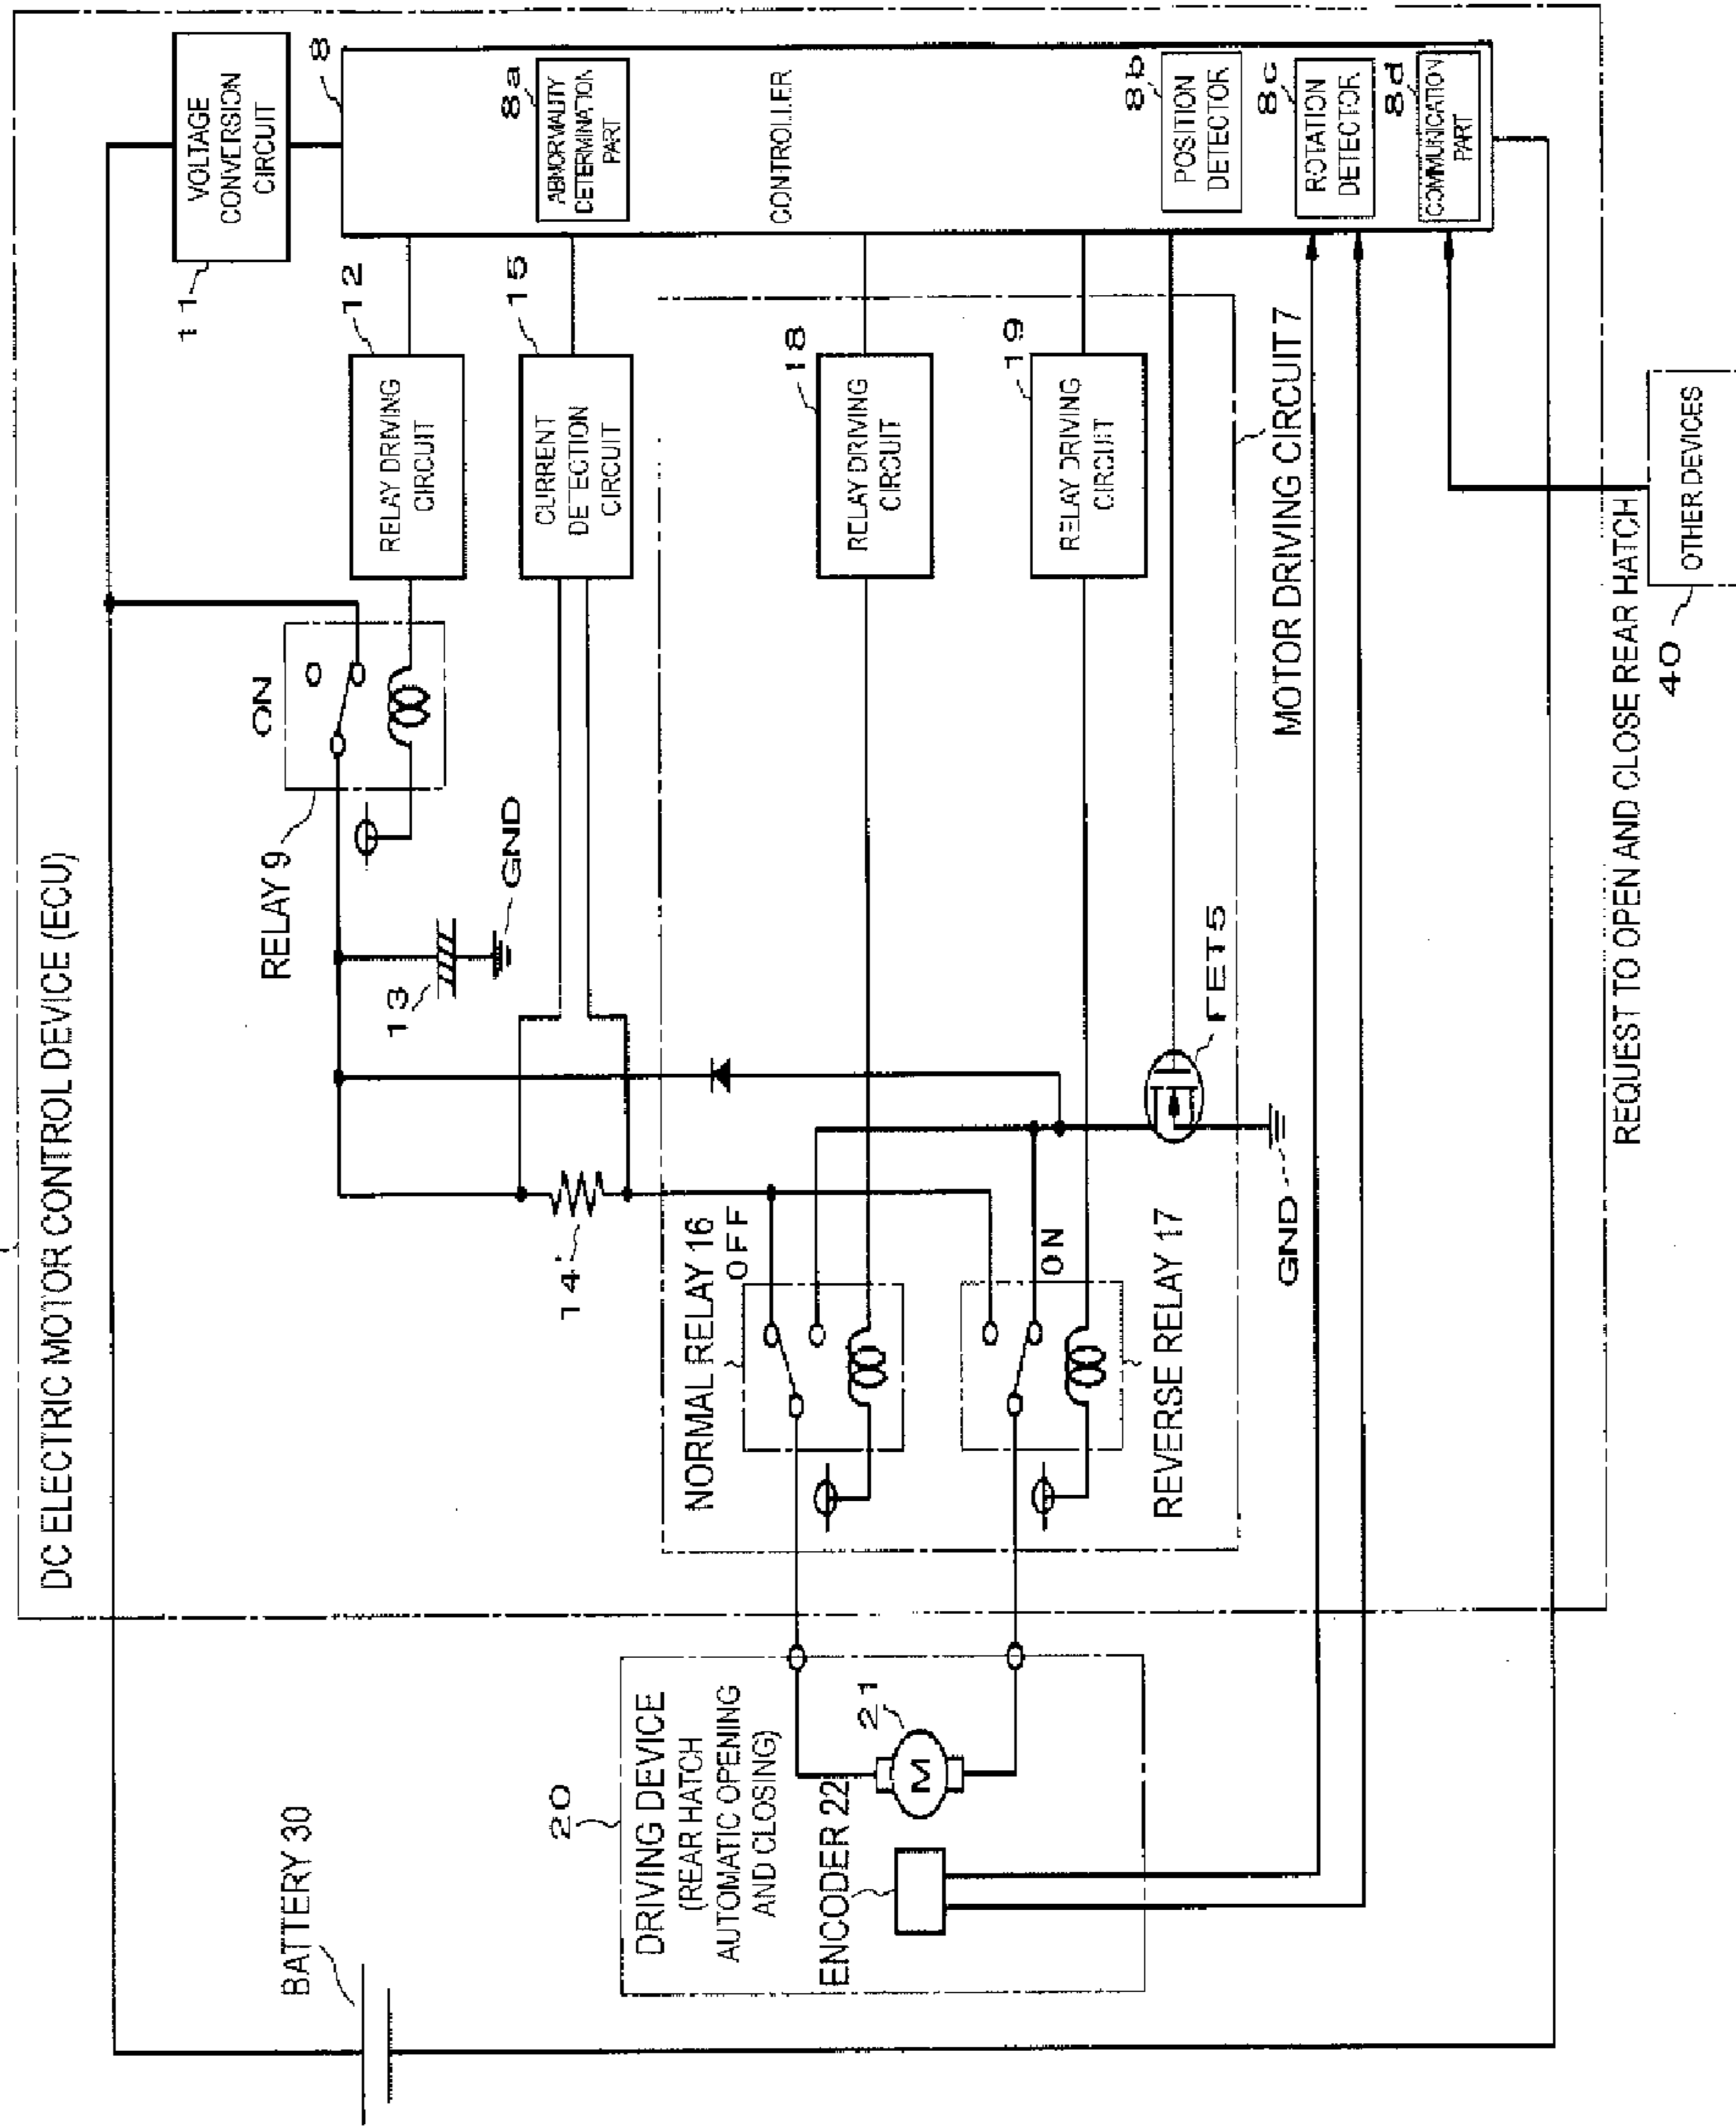 DC ELECTRIC MOTOR CONTROL DEVICE (ECU)
BATTERY 30
RELAY 9
ON
11
VOLTAGE
CONVERSION
CIRCUIT
8
12
RELAY DRIVING
CIRCUIT
13
GND
15
CURRENT
DETECTION
CIRCUIT
8a
ABNORMALITY
DETERMINATION
PART
14
20
DRIVING DEVICE
(REAR HATCH
AUTOMATIC OPENING
AND CLOSING)
ENCODER 22
21
M
NORMAL RELAY 16
OFF
18
RELAY DRIVING
CIRCUIT
CONTROLLER
19
RELAY DRIVING
CIRCUIT
ON
REVERSE RELAY 17
FET5
GND
MOTOR DRIVING CIRCUIT 7
8b
POSITION
DETECTOR
8c
ROTATION
DETECTOR
8d
COMMUNICATION
PART
REQUEST TO OPEN AND CLOSE REAR HATCH
40
OTHER DEVICES